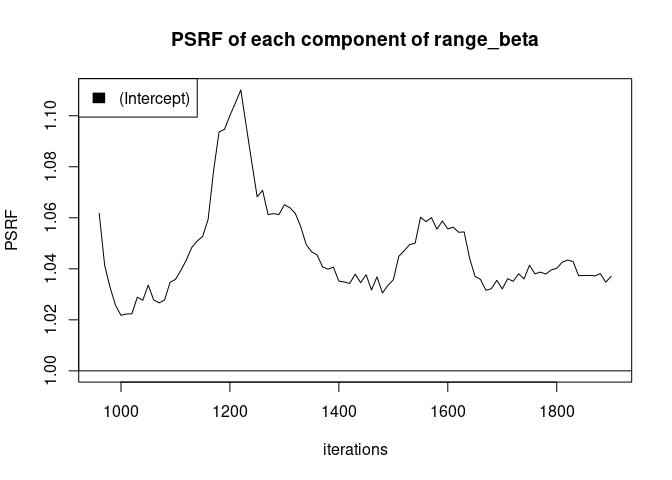 PSRF of each component of range_beta
(Intercept)
PSRF
1.10
1.08
1.06
1.04
1.02
1.00
1000 1200 1400 1600 1800
iterations